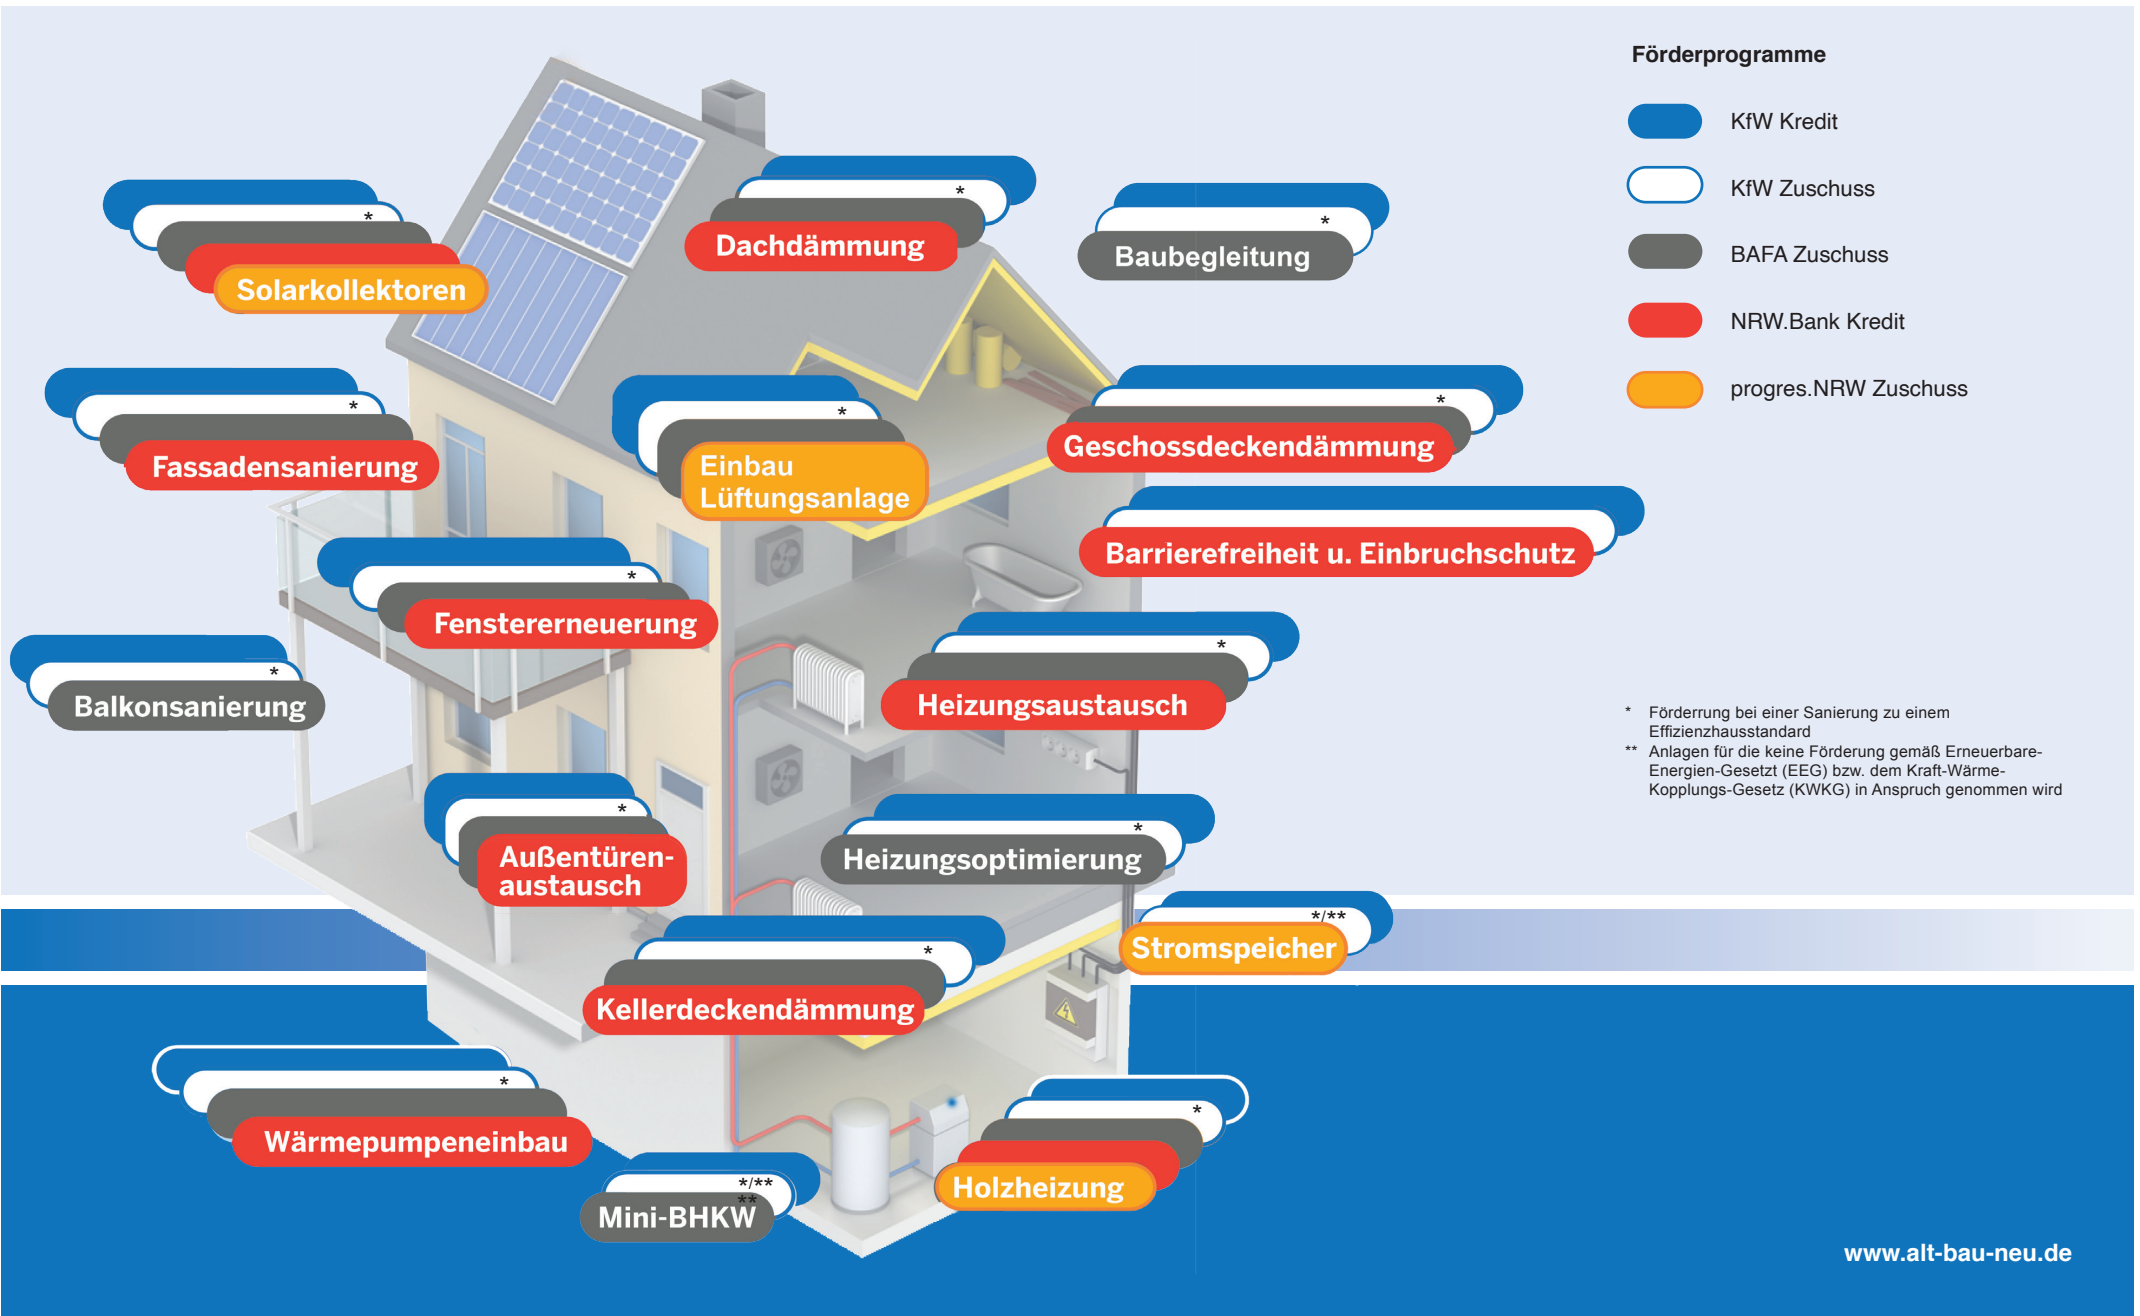 Förderprogramme
KfW Kredit
KfW Zuschuss
BAFA Zuschuss
NRW.Bank Kredit
progres.NRW Zuschuss
*
Solarkollektoren
*
Dachdämmung
*
Baubegleitung
*
Fassadensanierung
*
Einbau
Lüftungsanlage
*
Geschossdeckendämmung
Barrierefreiheit u. Einbruchschutz
*
Fenstererneuerung
*
Balkonsanierung
*
Heizungsaustausch
*
Außentüren-
austausch
*
Heizungsoptimierung
*/**
Stromspeicher
*
Kellerdeckendämmung
*
Wärmepumpeneinbau
*/**
**
Mini-BHKW
*
Holzheizung
* Förderrung bei einer Sanierung zu einem
Effizienzhausstandard
** Anlagen für die keine Förderung gemäß Erneuerbare-
Energien-Gesetzt (EEG) bzw. dem Kraft-Wärme-
Kopplungs-Gesetz (KWKG) in Anspruch genommen wird
www.alt-bau-neu.de